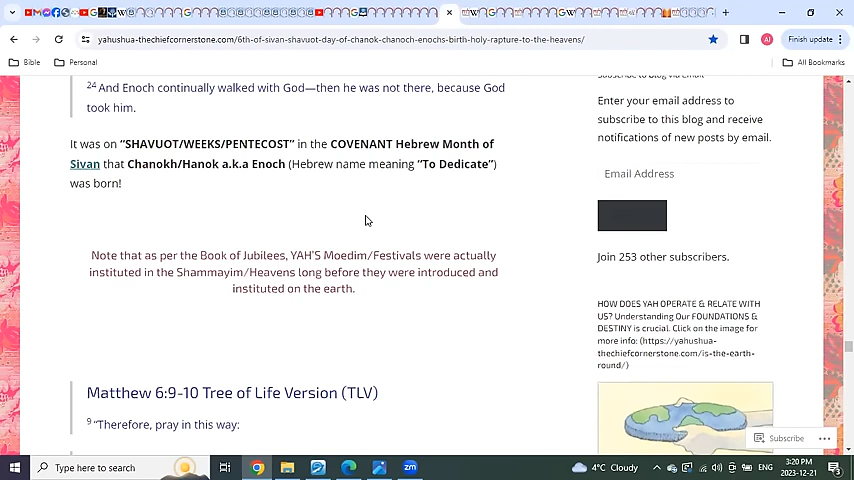 yahushua-thechiefcornerstone.com/6th-of-sivan-shavuot-day-of-chanok-chanoch-enochs-birth-holy-rapture-to-the-heavens/
Finish update
Bible
Personal
All Bookmarks
24 And Enoch continually walked with God—then he was not there, because God
took him.
It was on “SHAVUOT/WEEKS/PENTECOST” in the COVENANT Hebrew Month of
Sivan that Chanokh/Hanok a.k.a Enoch (Hebrew name meaning “To Dedicate”)
was born!
Note that as per the Book of Jubilees, YAH’S Moedim/Festivals were actually
instituted in the Shammayim/Heavens long before they were introduced and
instituted on the earth.
Matthew 6:9-10 Tree of Life Version (TLV)
9 “Therefore, pray in this way:
Subscribe to Blog via Email
Enter your email address to
subscribe to this blog and receive
notifications of new posts by email.
Email Address
Join 253 other subscribers.
HOW DOES YAH OPERATE & RELATE WITH
US? Understanding Our FOUNDATIONS &
DESTINY is crucial. Click on the image for
more info: (https://yahushua-
thechiefcornerstone.com/is-the-earth-
round/)
Subscribe
Type here to search
zm
4°C Cloudy
ENG
3:20 PM
2023-12-21
3